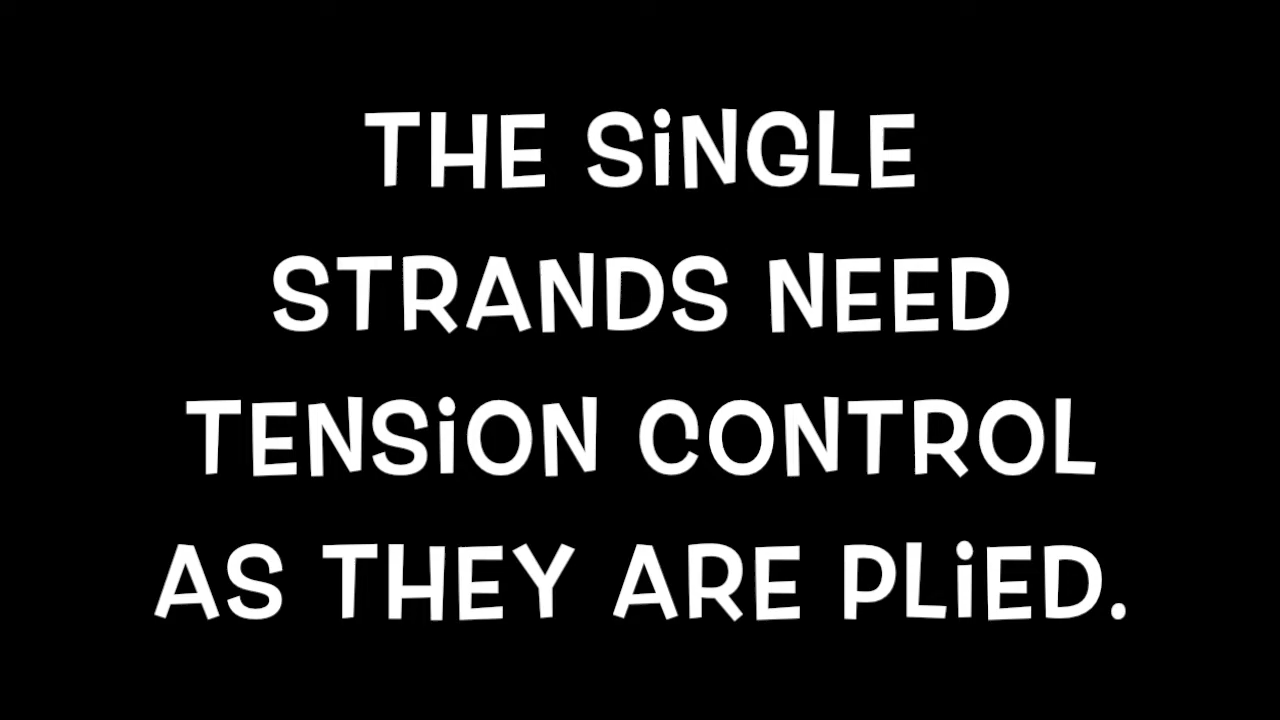 THE SiNGLE
STRANDS NEED
TENSiON CONTROL
AS THEY ARE PLiED.